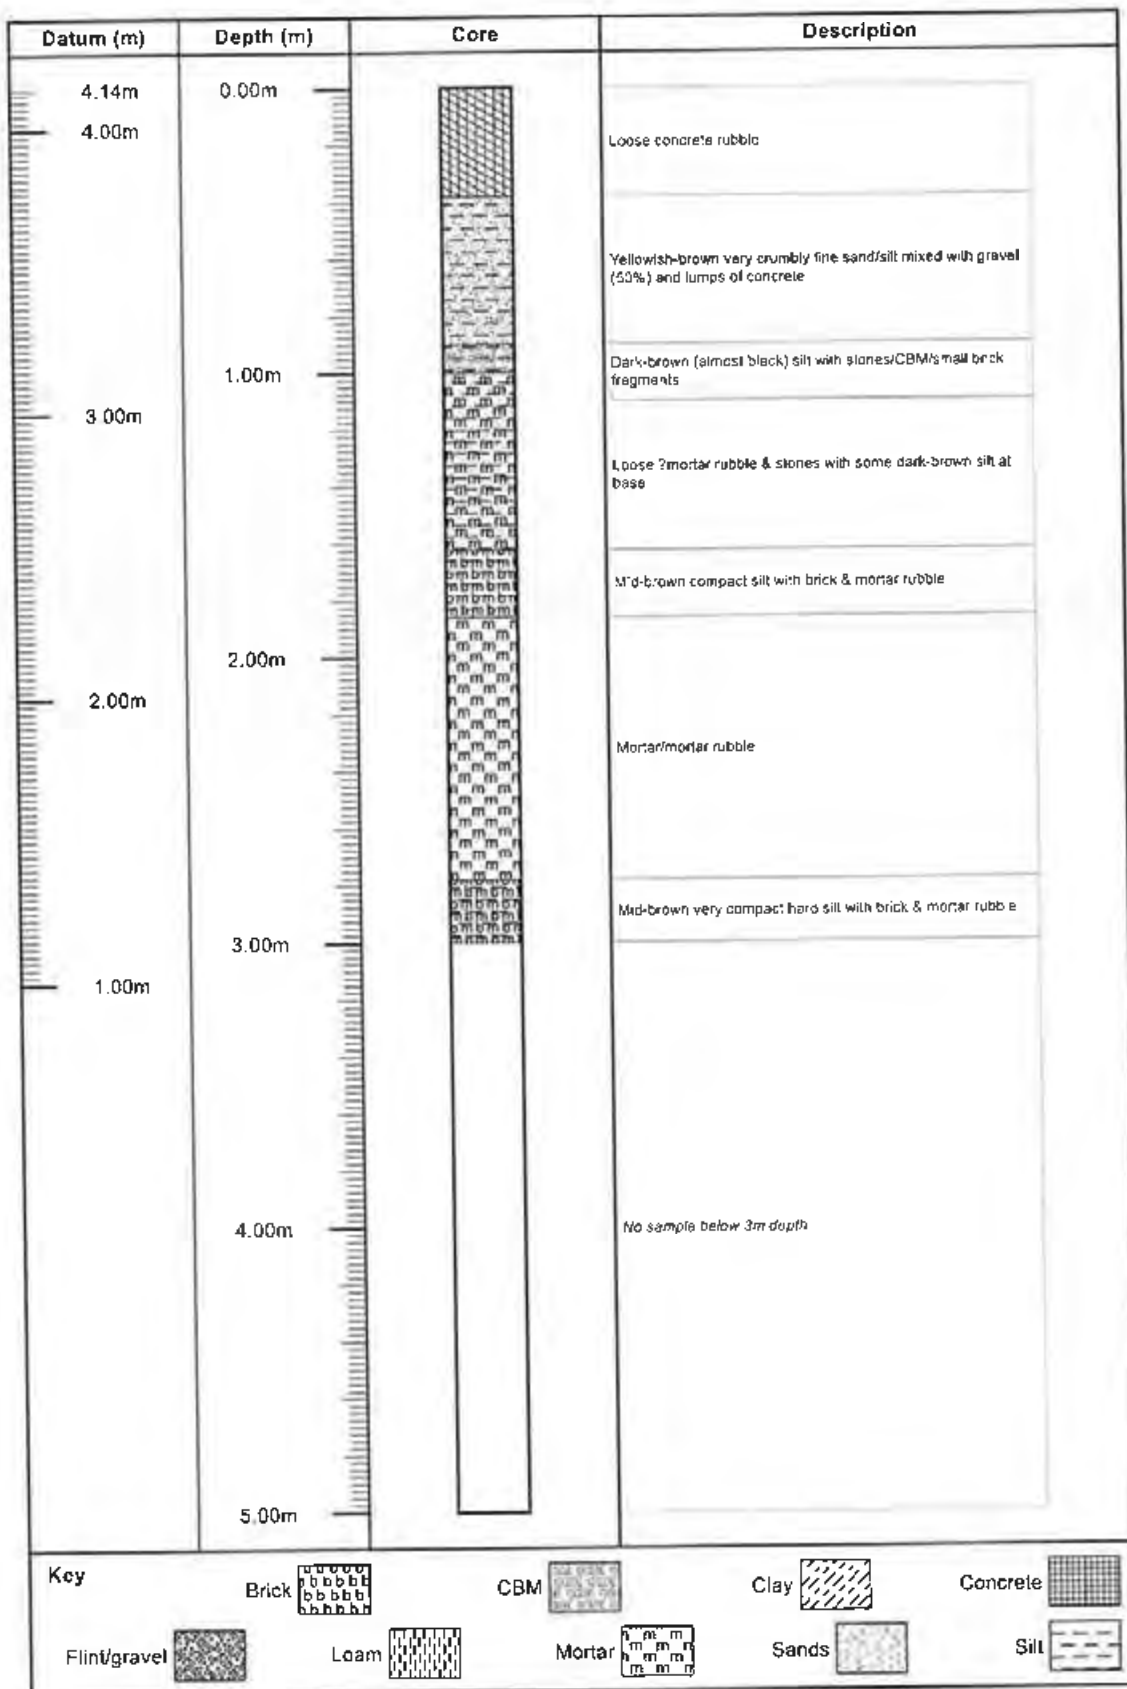 Datum (m) Depth (m) Core Description
4.14m 0.00m
4.00m
Loose concrete rubble
Yellowish-brown very crumbly fine sand/silt mixed with gravel
(50%) and lumps of concrete
Dark-brown (almost black) silt with stones/CBM/small brick
fragments
1.00m
3.00m
Loose ?mortar rubble & stones with some dark-brown silt at
base
Mid-brown compact silt with brick & mortar rubble
2.00m
2.00m
Mortar/mortar rubble
Mid-brown very compact hard silt with brick & mortar rubble
3.00m
1.00m
No sample below 3m depth
4.00m
5.00m
Key
Brick CBM Clay Concrete
Flint/gravel Loam Mortar Sands Silt